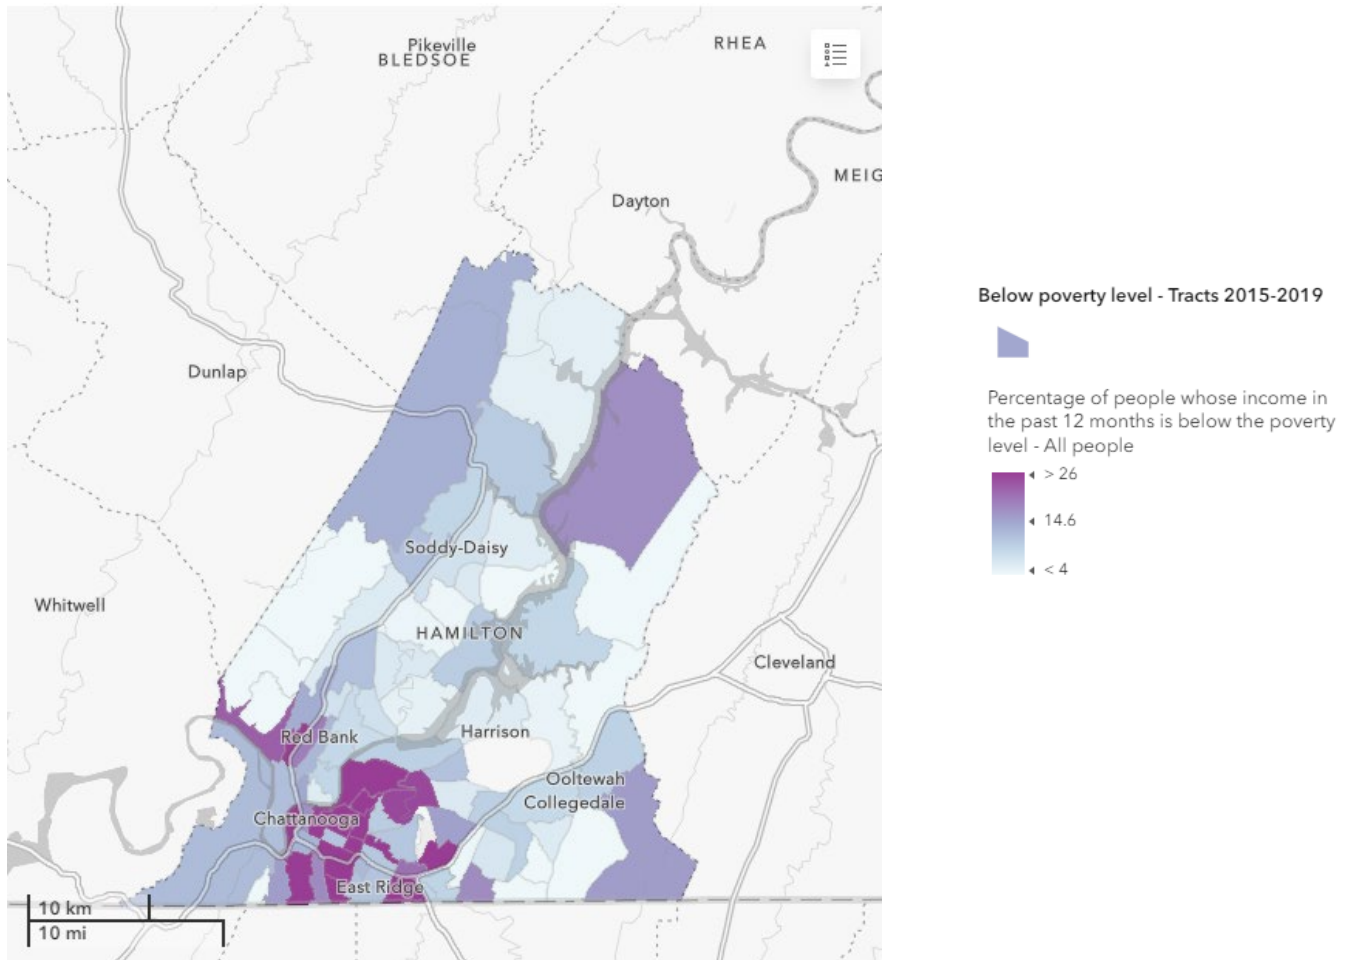 Pikeville
BLEDSOE
RHEA
MEIG
Dayton
Dunlap
Soddy-Daisy
Whitwell
HAMILTON
Cleveland
Red Bank
Harrison
Ooltewah
Collegedale
Chattanooga
East Ridge
10 km
10 mi
Below poverty level - Tracts 2015-2019
Percentage of people whose income in
the past 12 months is below the poverty
level - All people
> 26
14.6
< 4